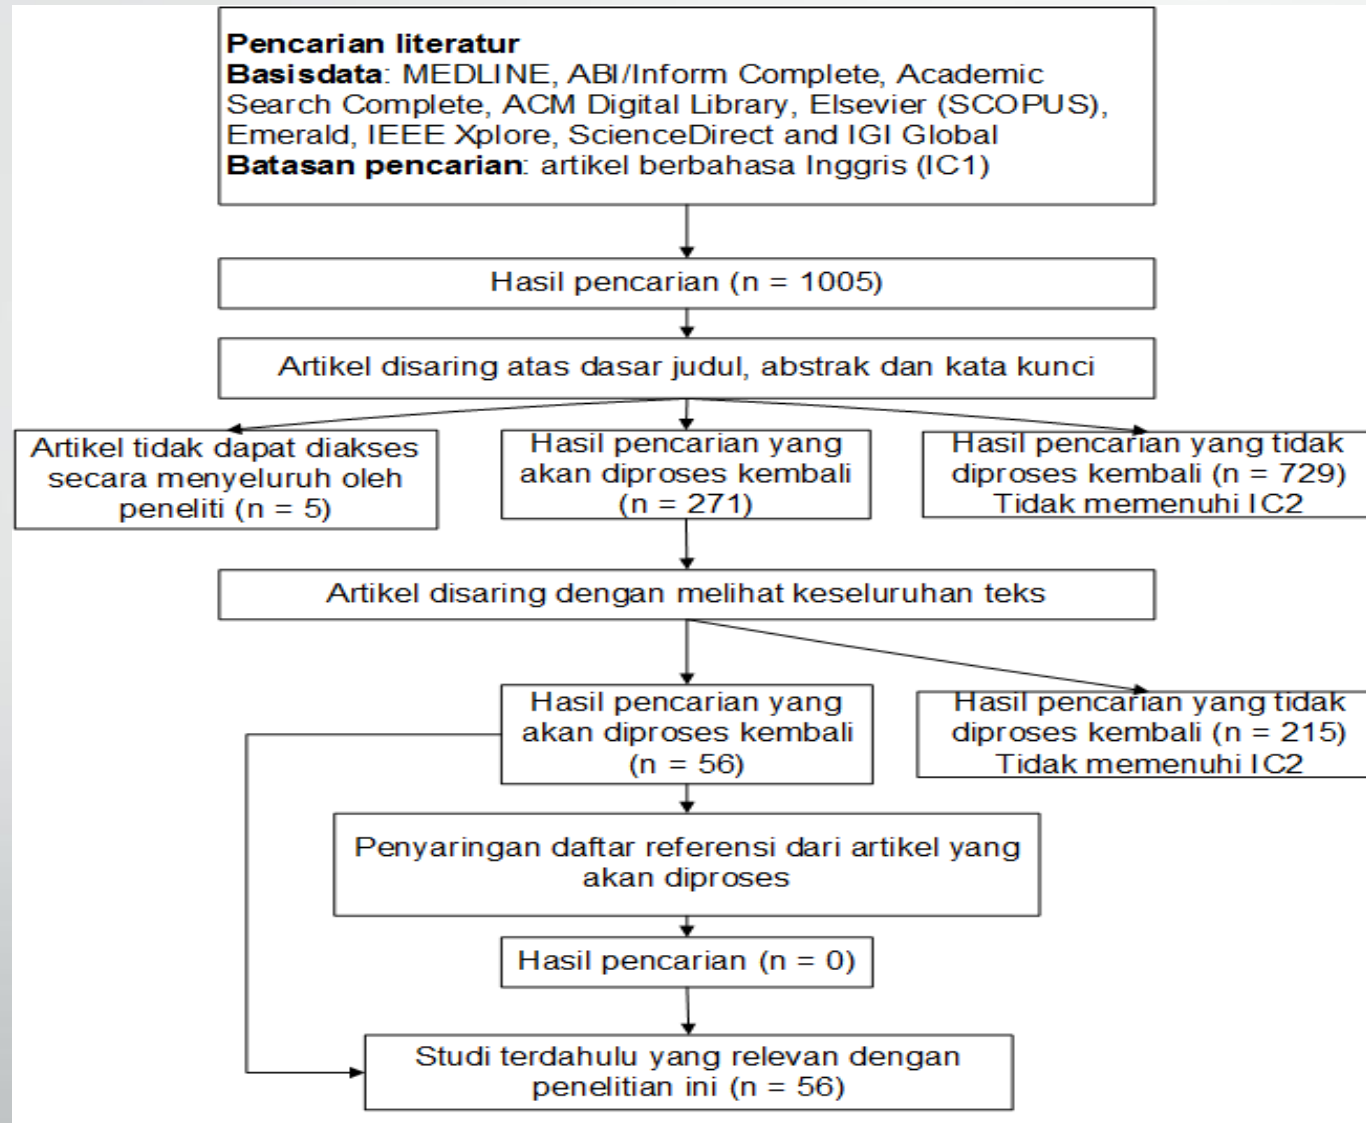 Pencarian literatur
Basisdata: MEDLINE, ABI/Inform Complete, Academic
Search Complete, ACM Digital Library, Elsevier (SCOPUS),
Emerald, IEEE Xplore, ScienceDirect and IGI Global
Batasan pencarian: artikel berbahasa Inggris (IC1)
Hasil pencarian (n = 1005)
Artikel disaring atas dasar judul, abstrak dan kata kunci
Artikel tidak dapat diakses
secara menyeluruh oleh
peneliti (n = 5)
Hasil pencarian yang
akan diproses kembali
(n = 271)
Hasil pencarian yang tidak
diproses kembali (n = 729)
Tidak memenuhi IC2
Artikel disaring dengan melihat keseluruhan teks
Hasil pencarian yang
akan diproses kembali
(n = 56)
Hasil pencarian yang tidak
diproses kembali (n = 215)
Tidak memenuhi IC2
Penyaringan daftar referensi dari artikel yang
akan diproses
Hasil pencarian (n = 0)
Studi terdahulu yang relevan dengan
penelitian ini (n = 56)